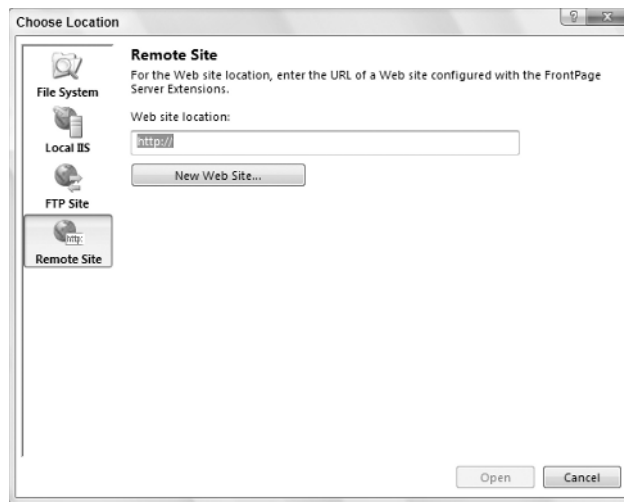 Choose Location
File System
Local IIS
FTP Site
http:
Remote Site
Remote Site
For the Web site location, enter the URL of a Web site configured with the FrontPage
Server Extensions.
Web site location:
http://
New Web Site...
Open
Cancel